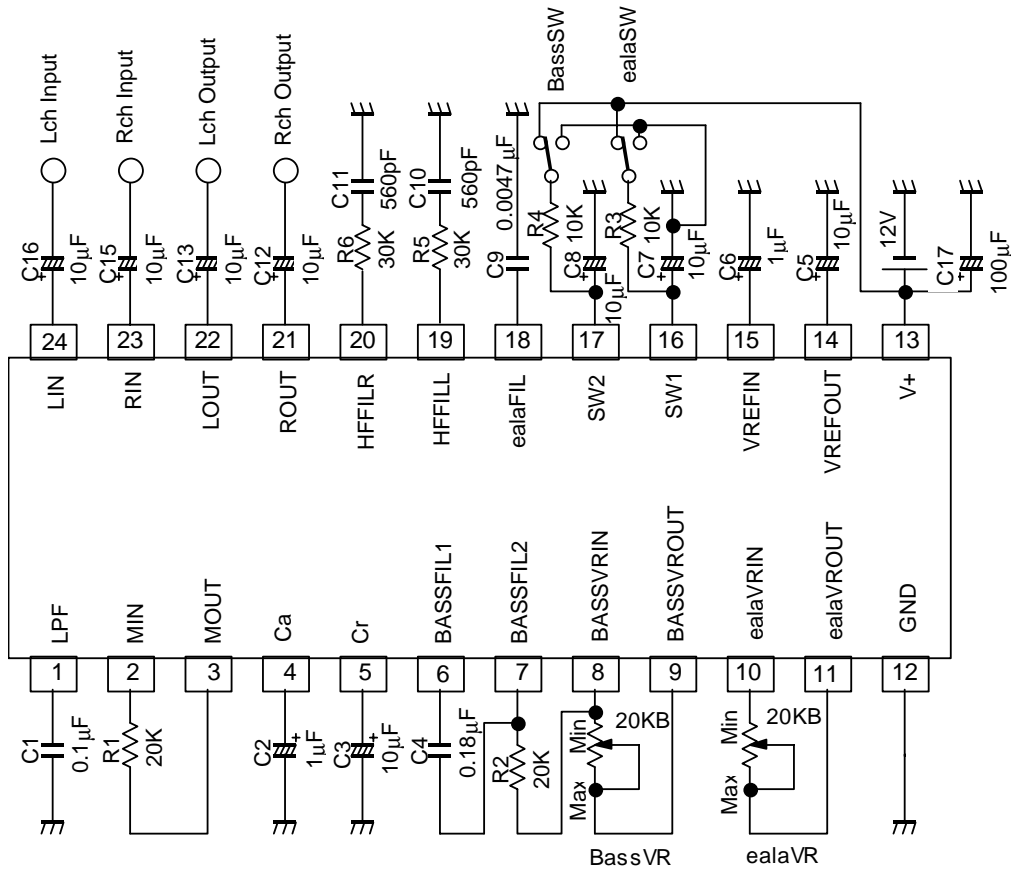 Lch Input
Rch Input
Lch Output
Rch Output
BassSW
ealaSW
C16
+
10µF
C15
+
10µF
C13
+
10µF
C12
+
10µF
C11
560pF
R6
30K
C10
560pF
R5
30K
C9
0.0047µF
R4
10K
C8
+
10µF
R3
10K
C7
+
10µF
C6
+
1µF
C5
+
10µF
12V
C17
+
100µF
24
23
22
21
20
19
18
17
16
15
14
13
LIN
RIN
LOUT
ROUT
HFFILR
HFFILL
ealaFIL
SW2
SW1
VREFIN
VREFOUT
V+
LPF
MIN
MOUT
Ca
Cr
BASSFIL1
BASSFIL2
BASSVRIN
BASSVROUT
ealaVRIN
ealaVROUT
GND
1
2
3
4
5
6
7
8
9
10
11
12
C1
0.1µF
R1
20K
C2
+
1µF
C3
+
10µF
C4
0.18µF
R2
20K
Min
20KB
Max
BassVR
Min
20KB
Max
ealaVR